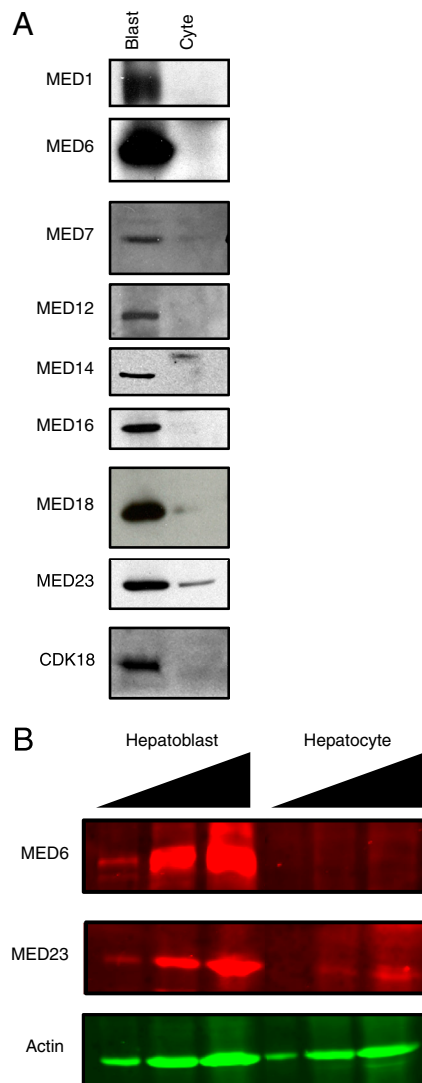 A
Blast
Cyte
MED1
MED6
MED7
MED12
MED14
MED16
MED18
MED23
CDK18
B
Hepatoblast
Hepatocyte
MED6
MED23
Actin